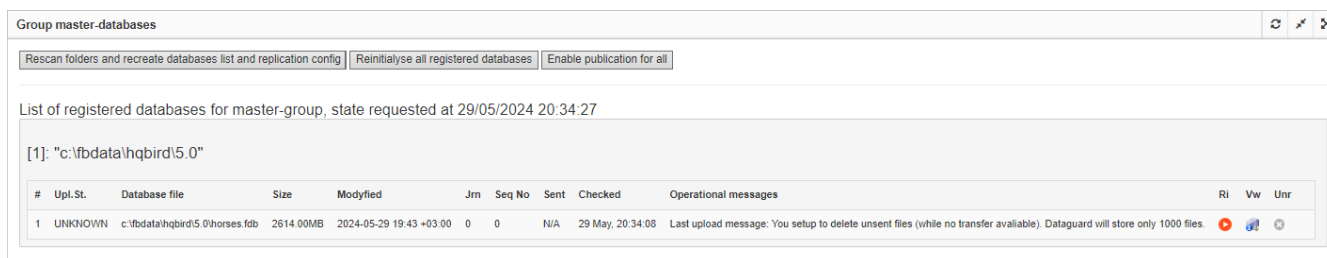 Group master-databases
Rescan folders and recreate databases list and replication config Reinitialyse all registered databases Enable publication for all
List of registered databases for master-group, state requested at 29/05/2024 20:34:27
[1]: "c:\fbdata\hqbird\5.0"
# Upl.St. Database file Size Modyfied Jrn Seq No Sent Checked Operational messages Ri Vw Unr
1 UNKNOWN c:\fbdata\hqbird\5.0\horses.fdb 2614.00MB 2024-05-29 19:43 +03:00 0 0 N/A 29 May, 20:34:08 Last upload message: You setup to delete unsent files (while no transfer avaliable). Dataguard will store only 1000 files.